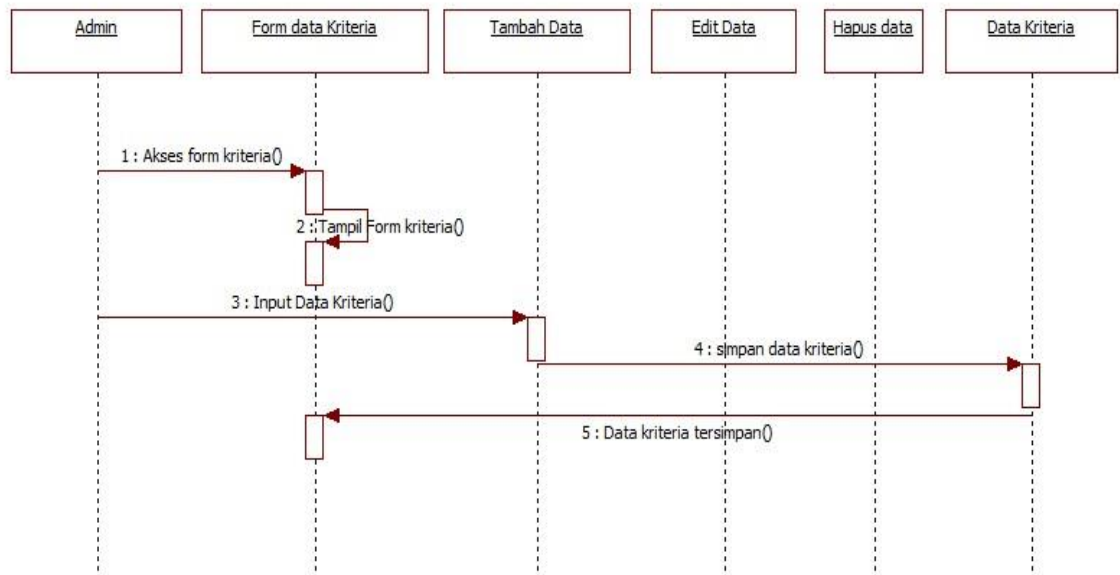 Admin
Form data Kriteria
Tambah Data
Edit Data
Hapus data
Data Kriteria
1 : Akses form kriteria()
2 : Tampil Form kriteria()
3 : Input Data Kriteria()
4 : smpan data kriteria()
5 : Data kriteria tersimpan()